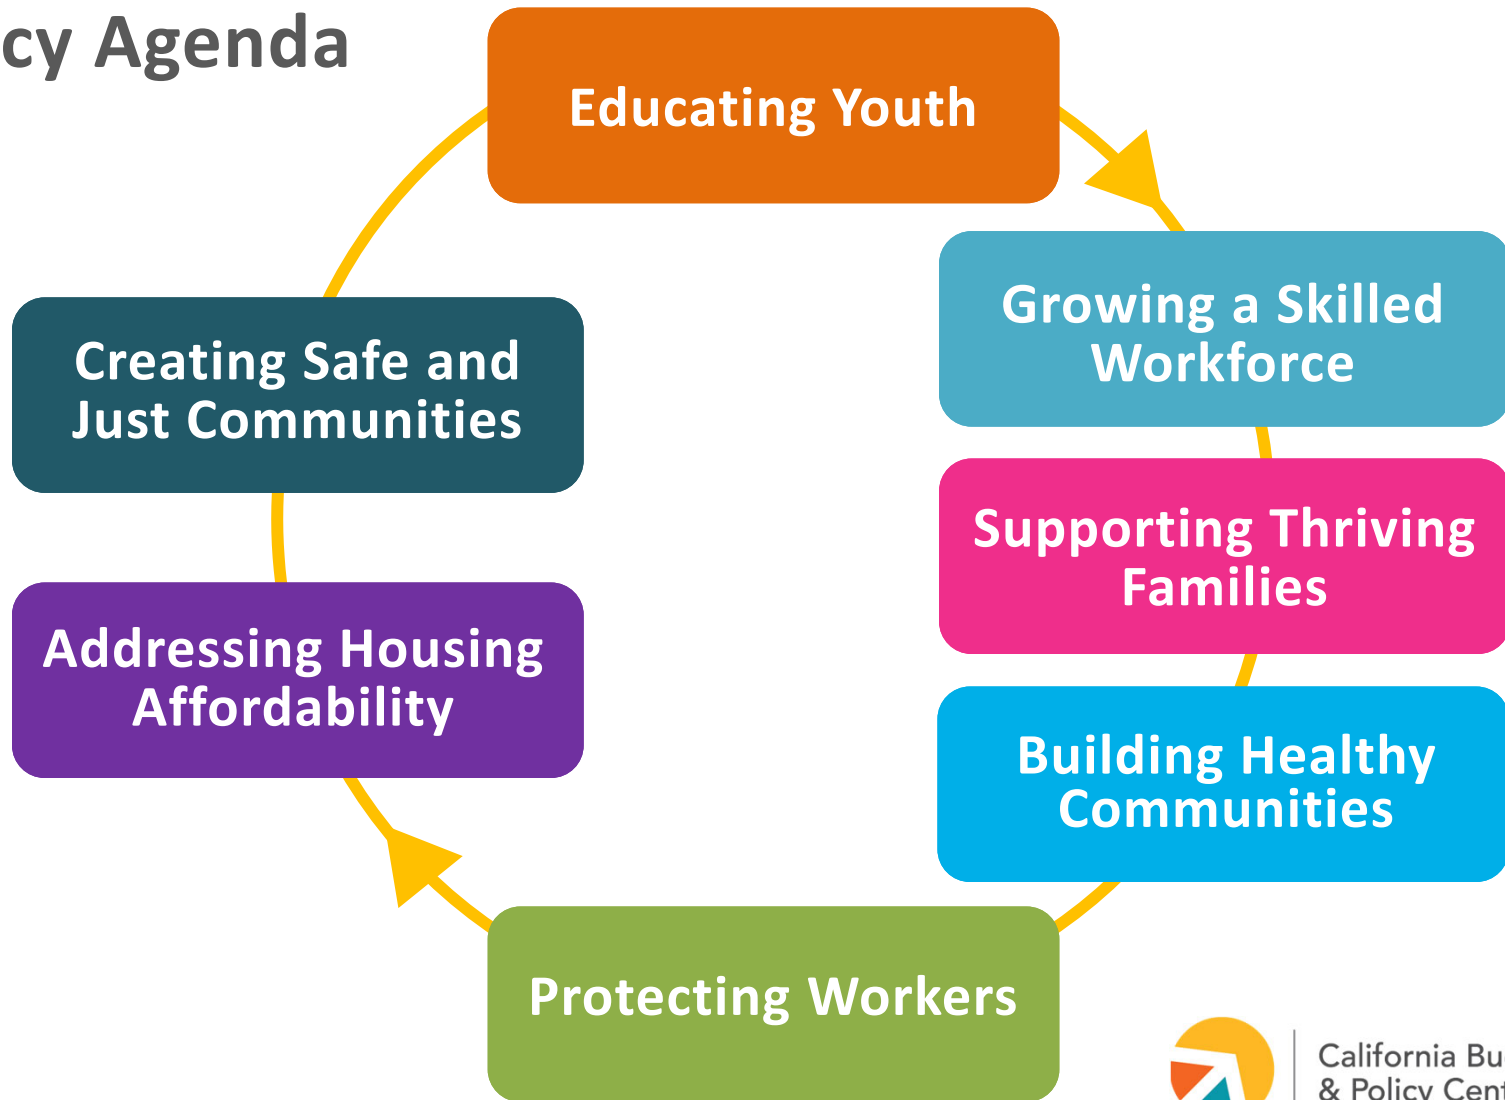 cy Agenda
Educating Youth
Growing a Skilled
Workforce
Supporting Thriving
Families
Building Healthy
Communities
Protecting Workers
Addressing Housing
Affordability
Creating Safe and
Just Communities
California Bu
& Policy Cent